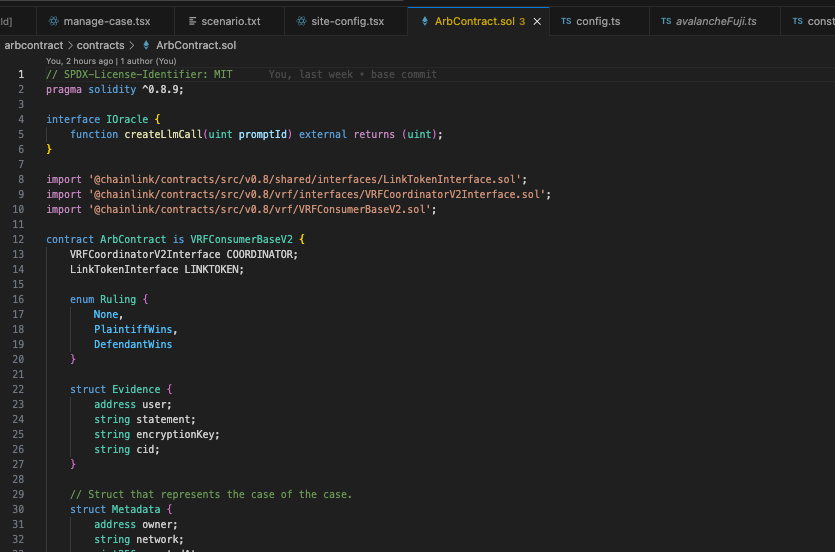 ld]
manage-case.tsx
scenario.txt
site-config.tsx
ArbContract.sol 3
TS config.ts
TS avalancheFuji.ts
TS const
arbcontract > contracts > ArbContract.sol
You, 2 hours ago | 1 author (You)
1 // SPDX-License-Identifier: MIT You, last week • base commit
2 pragma solidity ^0.8.9;
3
4 interface IOracle {
5 function createLlmCall(uint promptId) external returns (uint);
6 }
7
8 import '@chainlink/contracts/src/v0.8/shared/interfaces/LinkTokenInterface.sol';
9 import '@chainlink/contracts/src/v0.8/vrf/interfaces/VRFCoordinatorV2Interface.sol';
10 import '@chainlink/contracts/src/v0.8/vrf/VRFConsumerBaseV2.sol';
11
12 contract ArbContract is VRFConsumerBaseV2 {
13 VRFCoordinatorV2Interface COORDINATOR;
14 LinkTokenInterface LINKTOKEN;
15
16 enum Ruling {
17 None,
18 PlaintiffWins,
19 DefendantWins
20 }
21
22 struct Evidence {
23 address user;
24 string statement;
25 string encryptionKey;
26 string cid;
27 }
28
29 // Struct that represents the case of the case.
30 struct Metadata {
31 address owner;
32 string network;